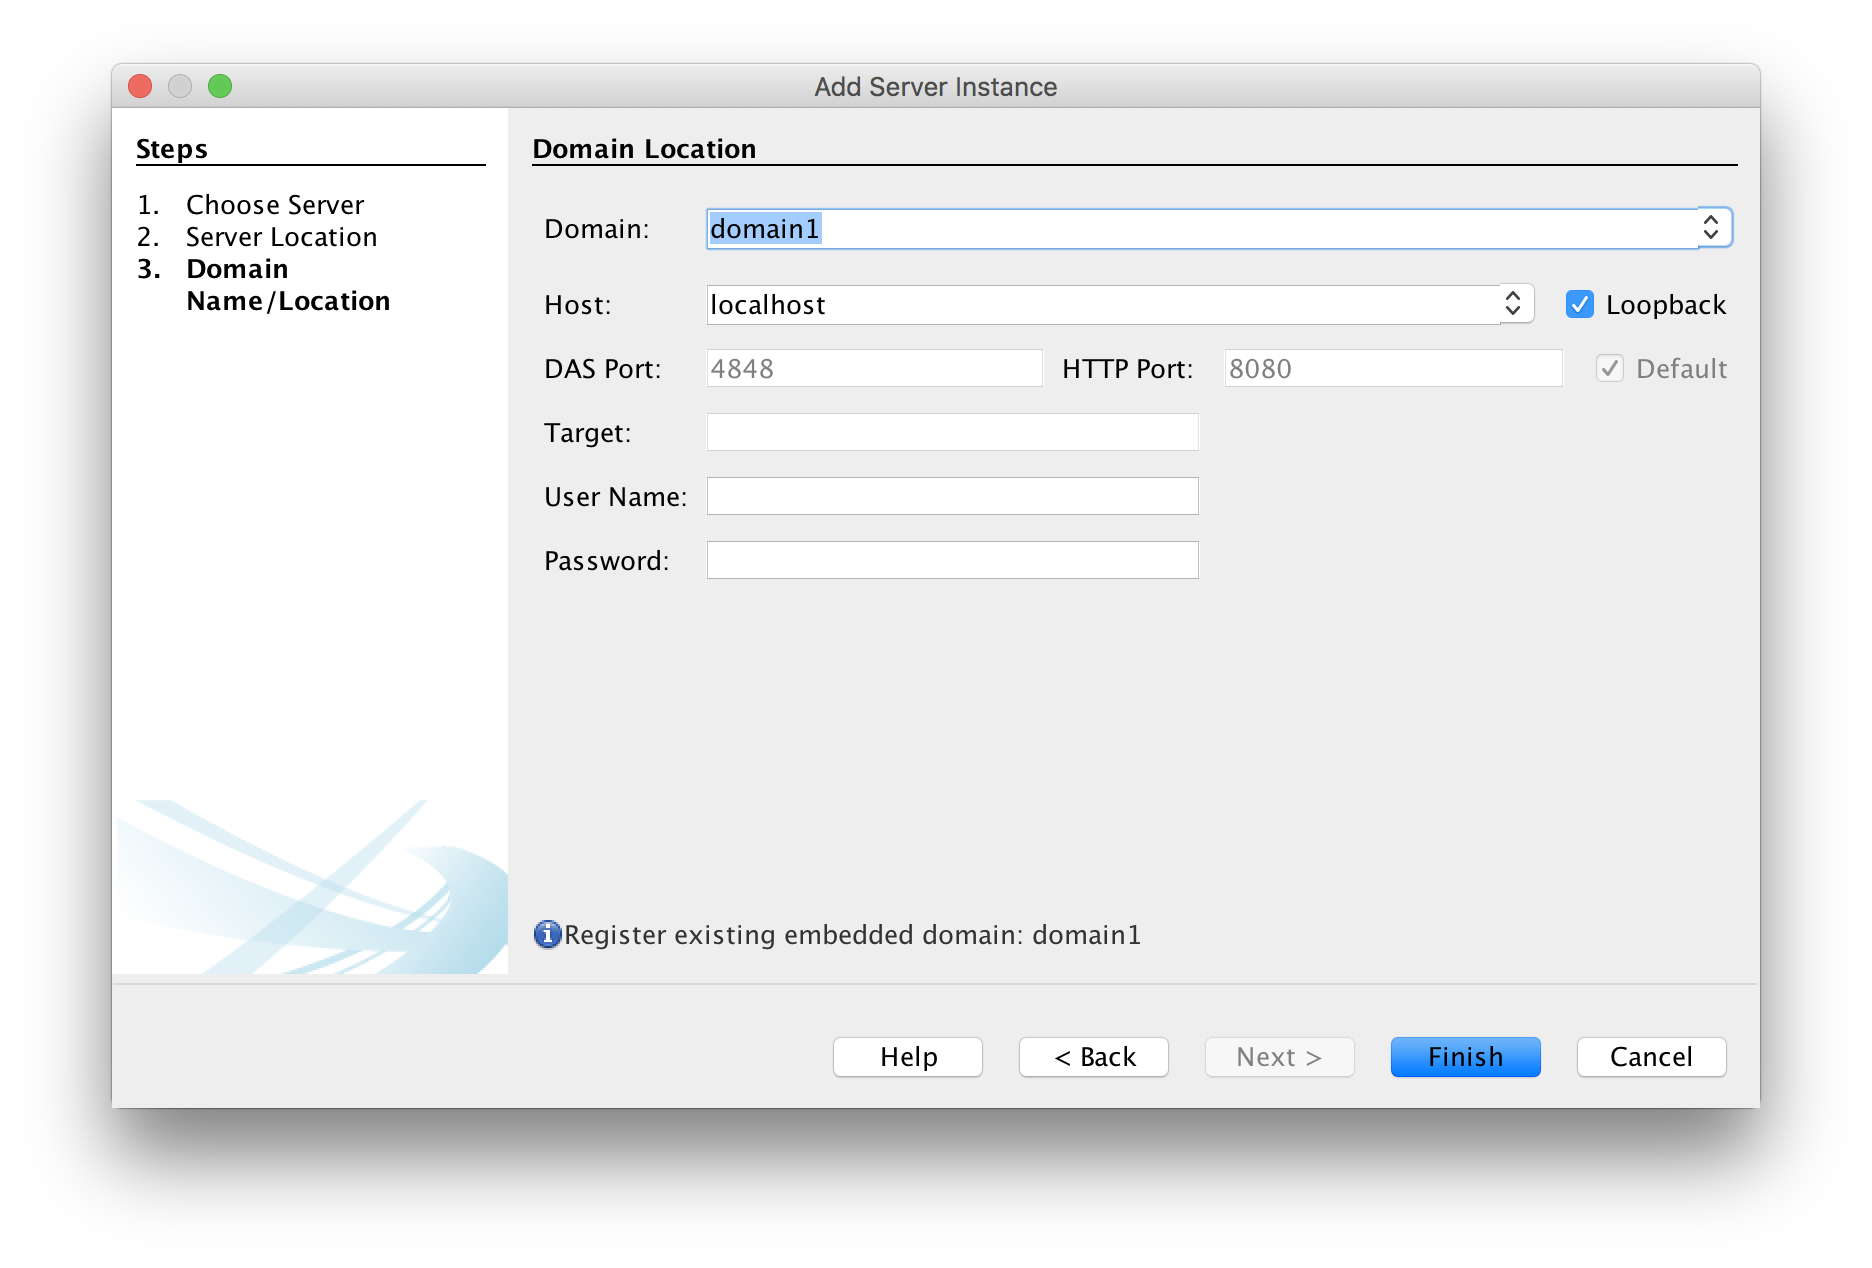 Add Server Instance
Steps
1. Choose Server
2. Server Location
3. Domain
Name/Location
Domain Location
Domain: domain1
Host: localhost Loopback
DAS Port: 4848 HTTP Port: 8080 Default
Target:
User Name:
Password:
Register existing embedded domain: domain1
Help < Back Next > Finish Cancel